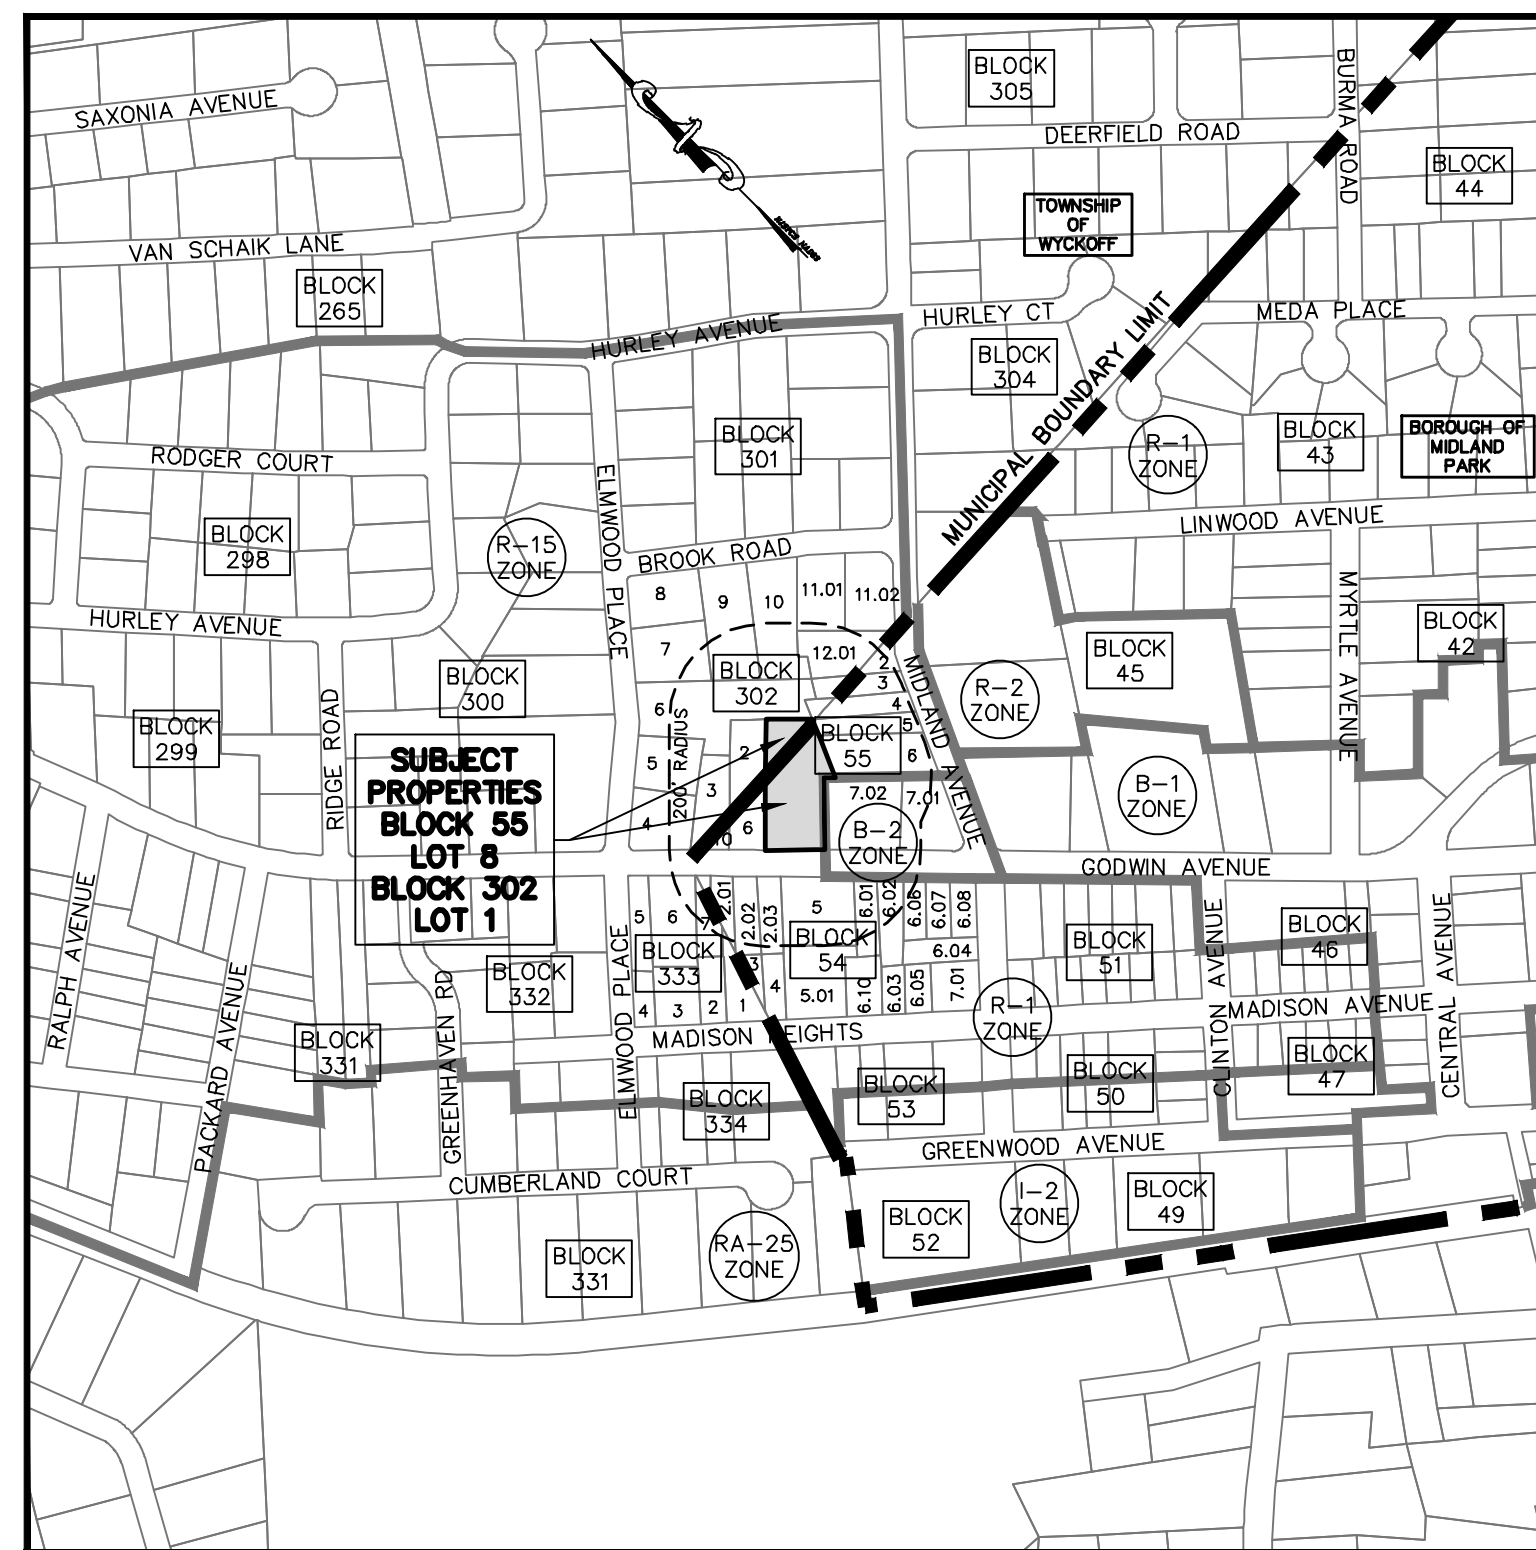 BLOCK
305
SAXONIA AVENUE
BURMA ROAD
DEERFIELD ROAD
BLOCK
44
TOWNSHIP
OF
WYCKOFF
VAN SCHAIK LANE
BLOCK
265
HURLEY CT
MEDA PLACE
HURLEY AVENUE
MUNICIPAL BOUNDARY LIMIT
BLOCK
304
BLOCK
301
R-1
ZONE
BLOCK
43
BOROUGH OF
MIDLAND
PARK
RODGER COURT
ELMWOOD PLACE
LINWOOD AVENUE
BLOCK
298
R-15
ZONE
BROOK ROAD
8
9
10
11.01
11.02
MYRTLE AVENUE
HURLEY AVENUE
BLOCK
42
7
12.01
2
3
4
5
6
BLOCK
302
MIDLAND AVENUE
R-2
ZONE
BLOCK
45
BLOCK
300
BLOCK
299
RIDGE ROAD
6
5
4
200' RADIUS
2
3
6
10
BLOCK
55
7.02
7.01
B-2
ZONE
B-1
ZONE
SUBJECT
PROPERTIES
BLOCK 55
LOT 8
BLOCK 302
LOT 1
GODWIN AVENUE
RALPH AVENUE
PACKARD AVENUE
GREENHAVEN RD
ELMWOOD PLACE
5
6
7
2.01
2.02
2.03
5
6.01
6.02
6.06
6.07
6.08
BLOCK
333
BLOCK
54
6.04
BLOCK
51
CLINTON AVENUE
BLOCK
46
CENTRAL AVENUE
BLOCK
332
4
3
2
1
3
4
5.01
6.10
6.03
6.05
7.01
R-1
ZONE
MADISON AVENUE
MADISON HEIGHTS
BLOCK
331
BLOCK
47
BLOCK
53
BLOCK
50
BLOCK
334
GREENWOOD AVENUE
CUMBERLAND COURT
I-2
ZONE
BLOCK
49
BLOCK
52
RA-25
ZONE
BLOCK
331